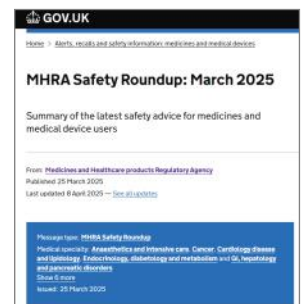 GOV.UK
Home > Alerts, recalls and safety information: medicines and medical devices
MHRA Safety Roundup: March 2025
Summary of the latest safety advice for medicines and
medical device users
From: Medicines and Healthcare products Regulatory Agency
Published 25 March 2025
Last updated 8 April 2025 — See all updates
Message type: MHRA Safety Roundup
Medical specialty: Anaesthetics and intensive care, Cancer, Cardiology disease
and lipidology, Endocrinology, diabetology and metabolism and GI, hepatology
and pancreatic disorders
Show 6 more
Issued: 25 March 2025